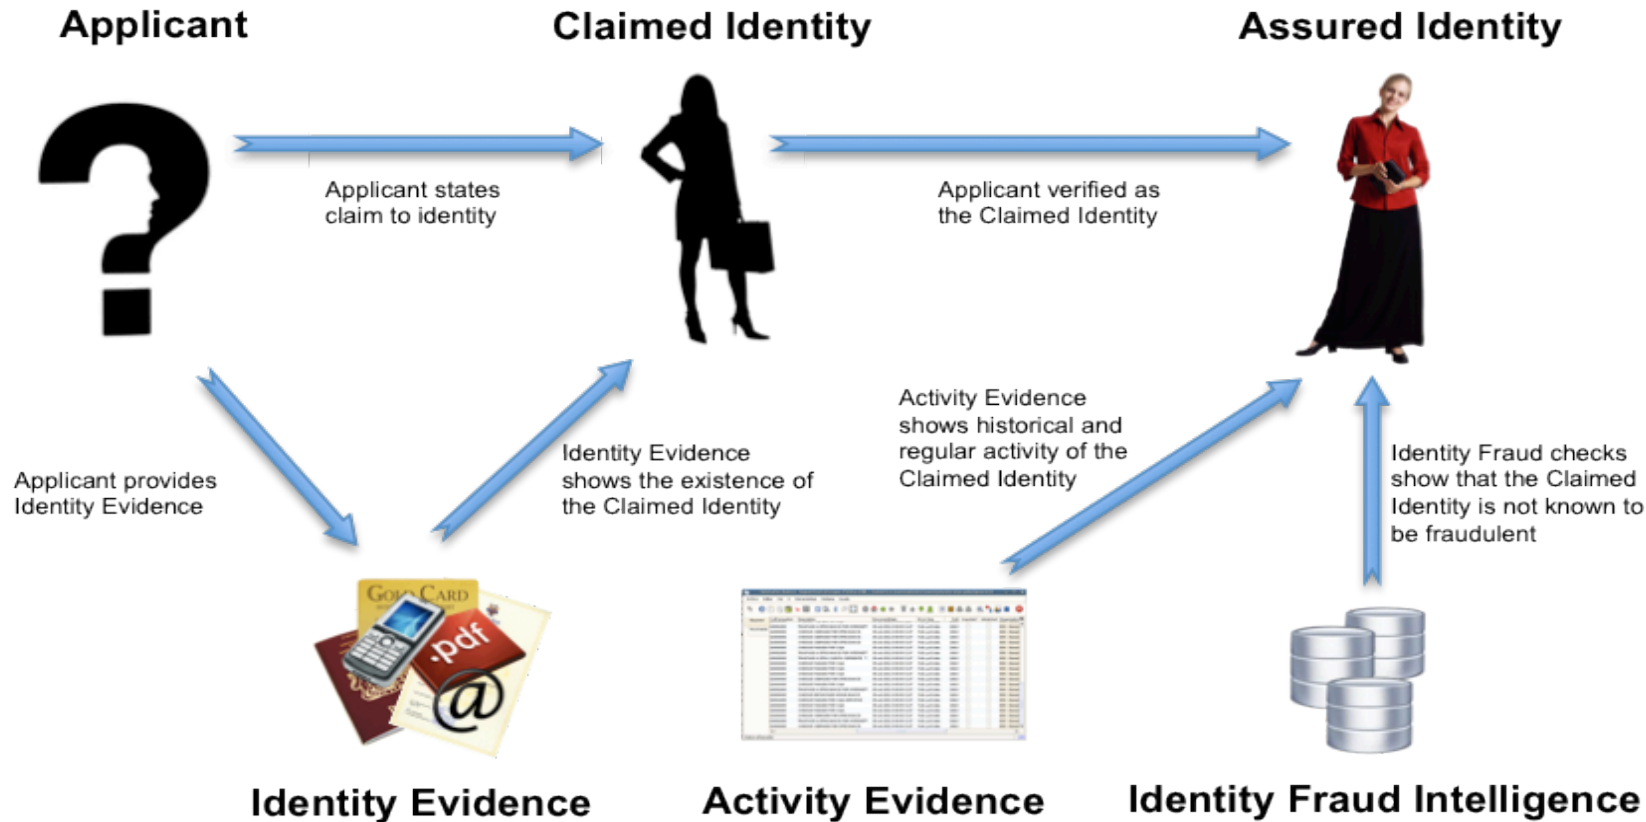 Applicant
Claimed Identity
Assured Identity
Applicant states
claim to identity
Applicant verified as
the Claimed Identity
Applicant provides
Identity Evidence
Identity Evidence
shows the existence of
the Claimed Identity
Activity Evidence
shows historical and
regular activity of the
Claimed Identity
Identity Fraud checks
show that the Claimed
Identity is not known to
be fraudulent
GOLD CARD
.pdf
@
Identity Evidence
Activity Evidence
Identity Fraud Intelligence